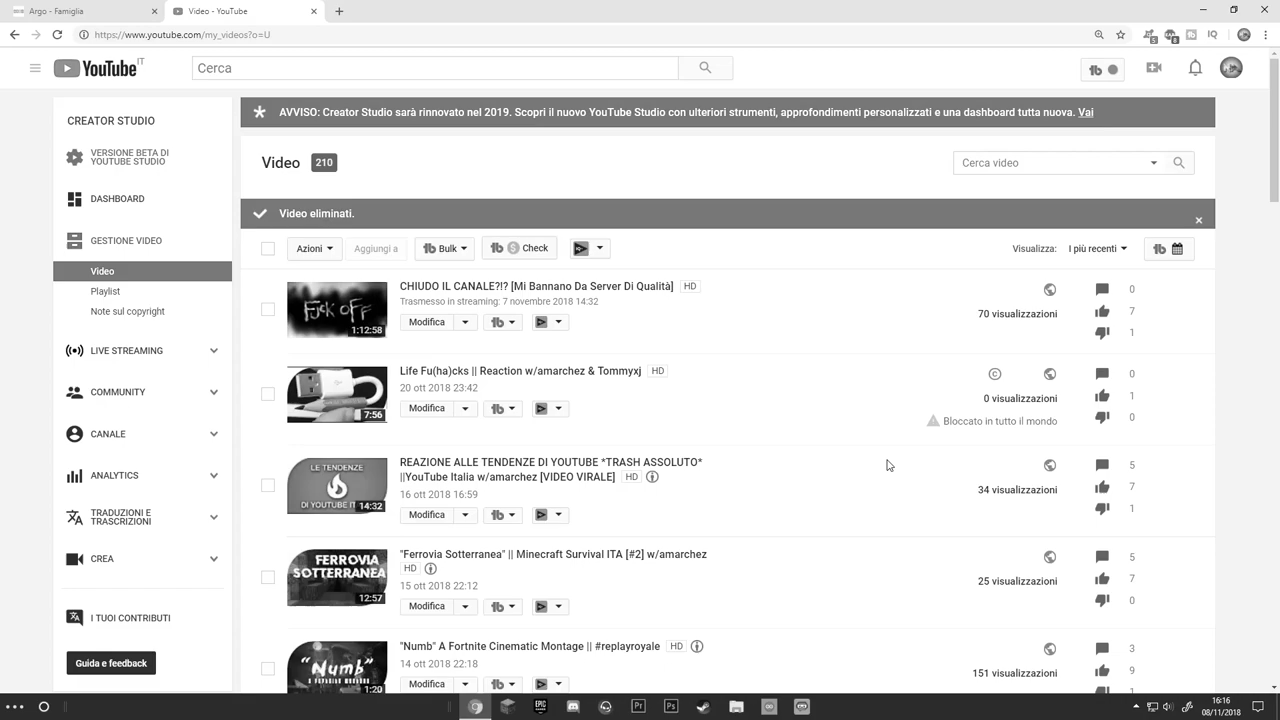 Argo - Famiglia
Video - YouTube
https://www.youtube.com/my_videos?o=U
YouTube IT
Cerca
CREATOR STUDIO
VERSIONE BETA DI
YOUTUBE STUDIO
DASHBOARD
GESTIONE VIDEO
Video
Playlist
Note sul copyright
LIVE STREAMING
COMMUNITY
CANALE
ANALYTICS
TRADUZIONI E
TRASCRIZIONI
CREA
I TUOI CONTRIBUTI
Guida e feedback
AVVISO: Creator Studio sarà rinnovato nel 2019. Scopri il nuovo YouTube Studio con ulteriori strumenti, approfondimenti personalizzati e una dashboard tutta nuova. Vai
Video 210
Cerca video
Video eliminati.
Azioni Aggiungi a Bulk Check Visualizza: I più recenti
CHIUDO IL CANALE?!? [Mi Bannano Da Server Di Qualità] HD
Trasmesso in streaming: 7 novembre 2018 14:32
Modifica
1:12:58
70 visualizzazioni
0
7
1
Life Fu(ha)cks || Reaction w/amarchez & Tommyxj HD
20 ott 2018 23:42
Modifica
7:56
0 visualizzazioni
Bloccato in tutto il mondo
0
1
0
LE TENDENZE
DI YOUTUBE IT
14:32
REAZIONE ALLE TENDENZE DI YOUTUBE *TRASH ASSOLUTO*
||YouTube Italia w/amarchez [VIDEO VIRALE] HD
16 ott 2018 16:59
Modifica
34 visualizzazioni
5
7
1
FERROVIA
SOTTERRANEA
12:57
"Ferrovia Sotterranea" || Minecraft Survival ITA [#2] w/amarchez
HD
15 ott 2018 22:12
Modifica
25 visualizzazioni
5
7
0
"Numb"
1:20
"Numb" A Fortnite Cinematic Montage || #replayroyale HD
14 ott 2018 22:18
Modifica
151 visualizzazioni
3
9
16:16
08/11/2018